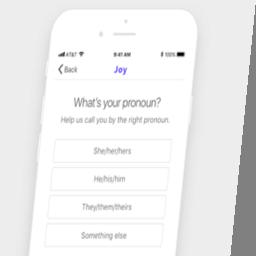 AT&T 9:41 AM 100%
Back Joy
What's your pronoun?
Help us call you by the right pronoun.
She/her/hers
He/his/him
They/them/theirs
Something else